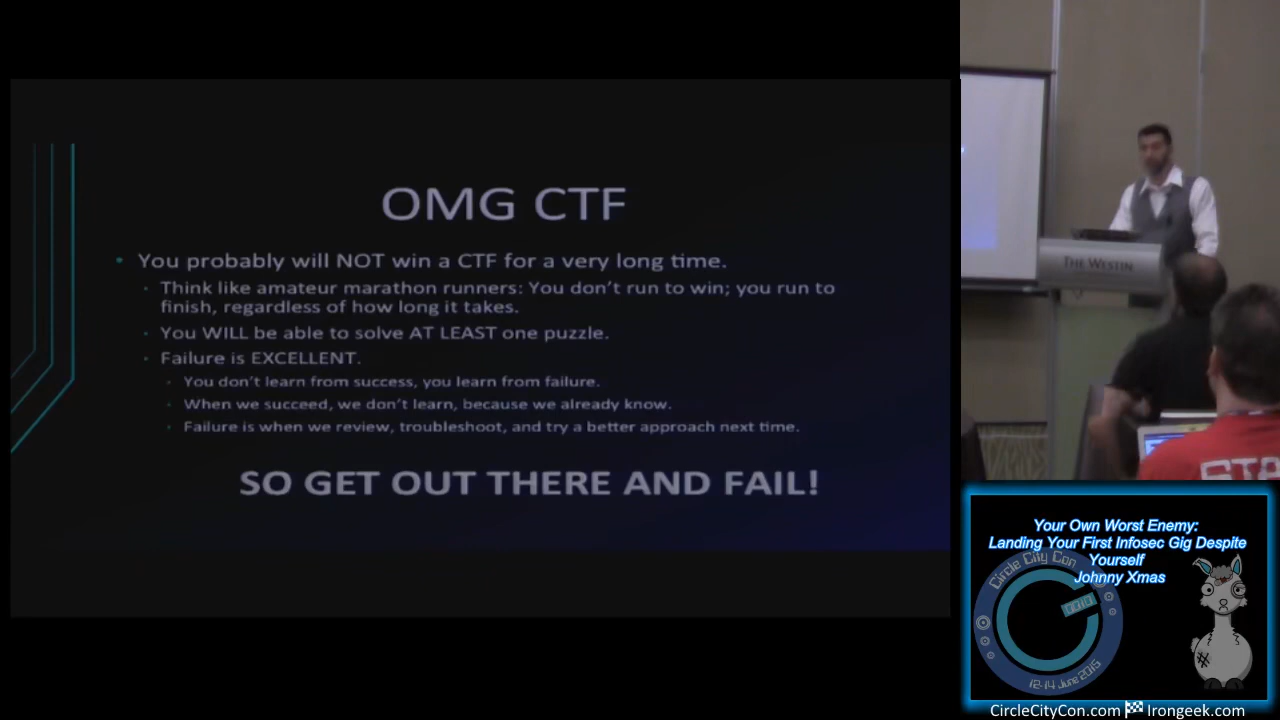 OMG CTF
You probably will NOT win a CTF for a very long time.
Think like amateur marathon runners: You don't run to win; you run to
finish, regardless of how long it takes.
You WILL be able to solve AT LEAST one puzzle.
Failure is EXCELLENT.
You don't learn from success, you learn from failure.
When we succeed, we don't learn, because we already know.
Failure is when we review, troubleshoot, and try a better approach next time.
SO GET OUT THERE AND FAIL!
THE WESTIN
Your Own Worst Enemy:
Landing Your First Infosec Gig Despite
Yourself
Johnny Xmas
Circle City Con
12-14 June 2015
CircleCityCon.com Irongeek.com